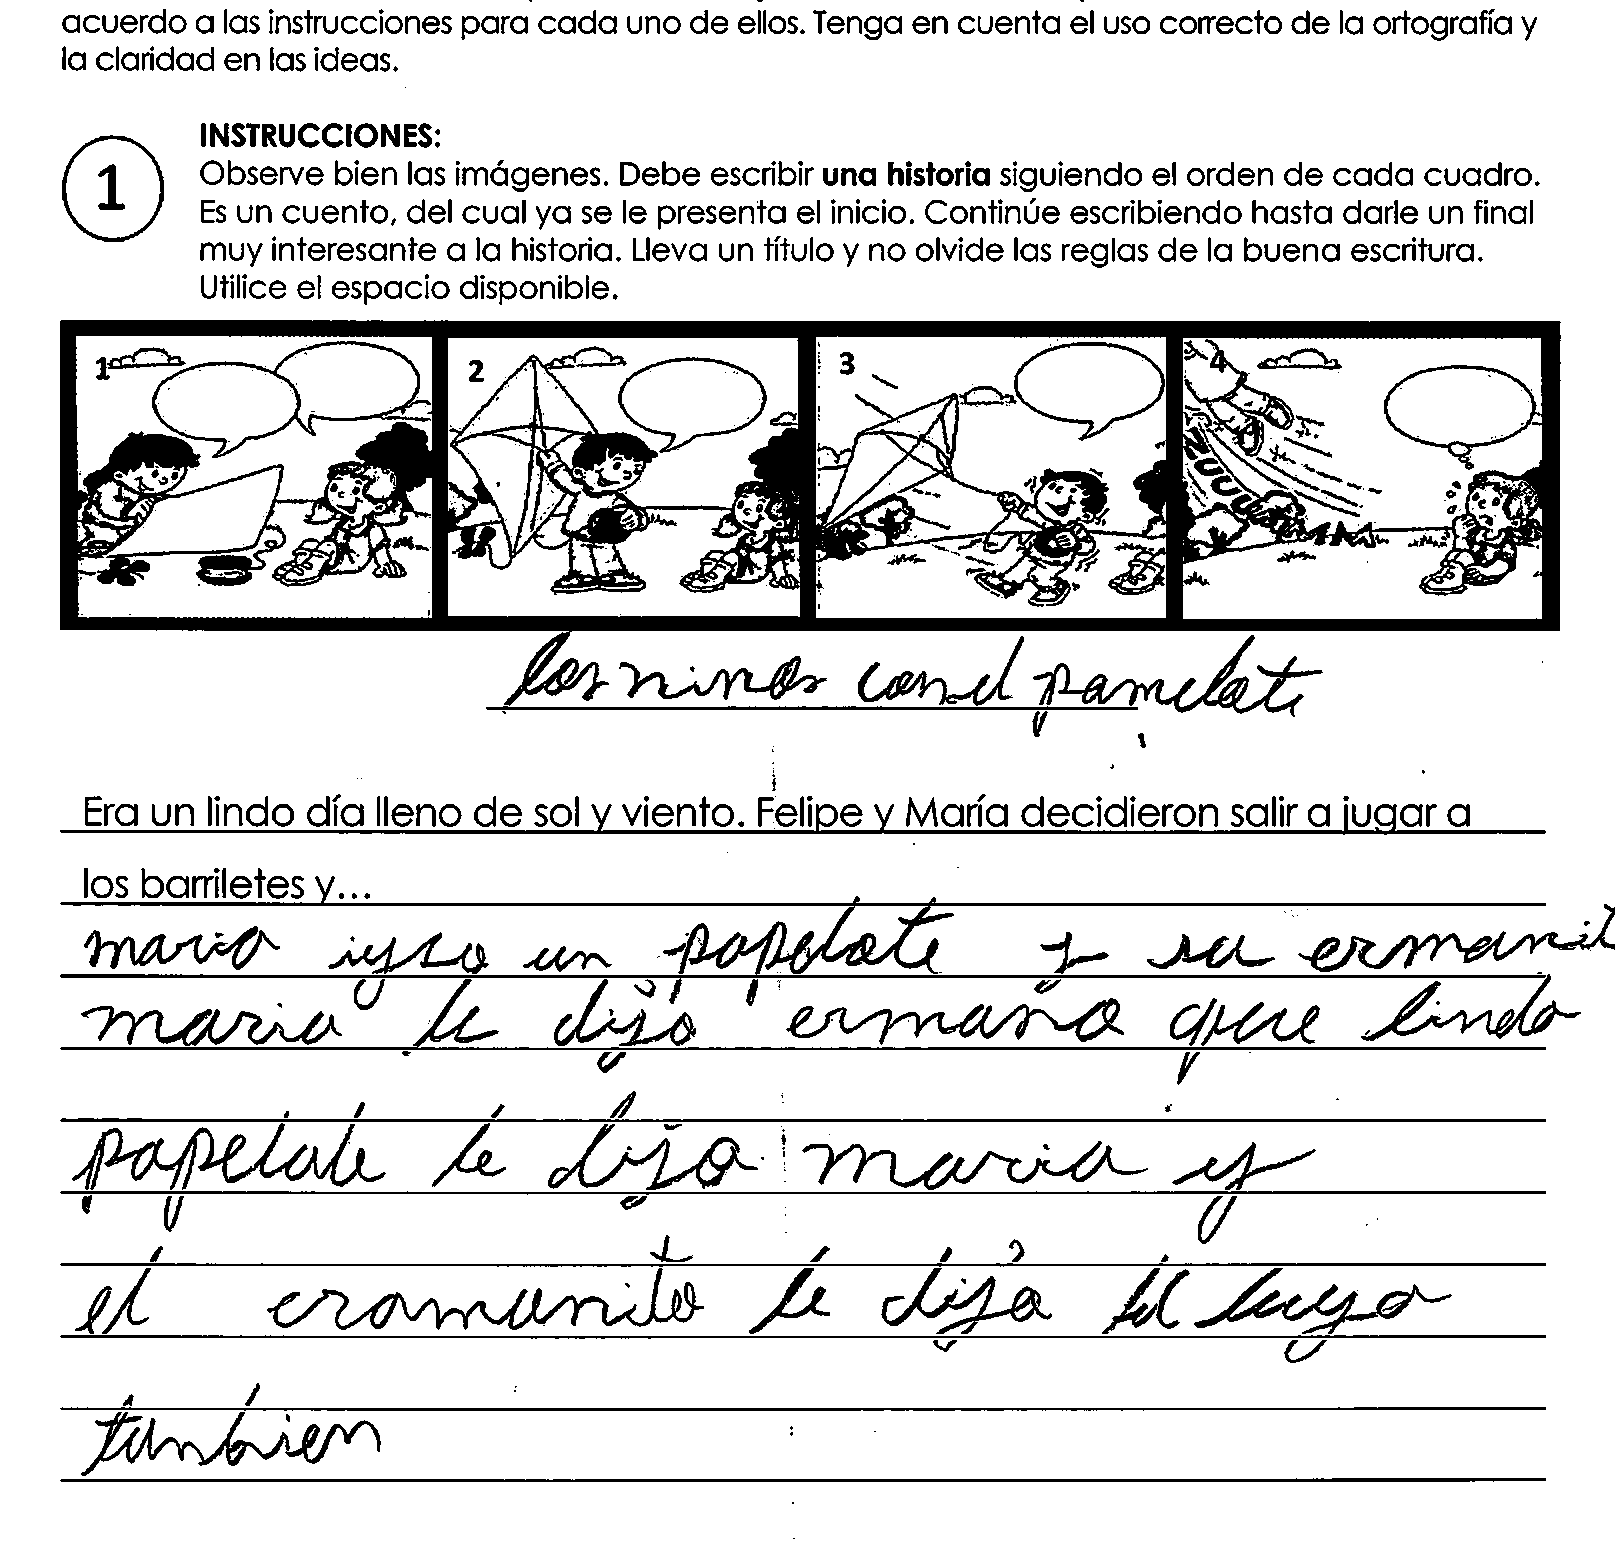 acuerdo a las instrucciones para cada uno de ellos. Tenga en cuenta el uso correcto de la ortografía y
la claridad en las ideas.
INSTRUCCIONES:
1
Observe bien las imágenes. Debe escribir una historia siguiendo el orden de cada cuadro.
Es un cuento, del cual ya se le presenta el inicio. Continúe escribiendo hasta darle un final
muy interesante a la historia. Lleva un título y no olvide las reglas de la buena escritura.
Utilice el espacio disponible.
1 2 3 4
los ninos con el pamelote
Era un lindo día lleno de sol y viento. Felipe y María decidieron salir a jugar a
los barriletes y...
maria iyso un papelote y su ermanit
maria le dijo ermano que lindo
papelote le dijo maria y
el eramanito le dijo el tuyo
tanbien